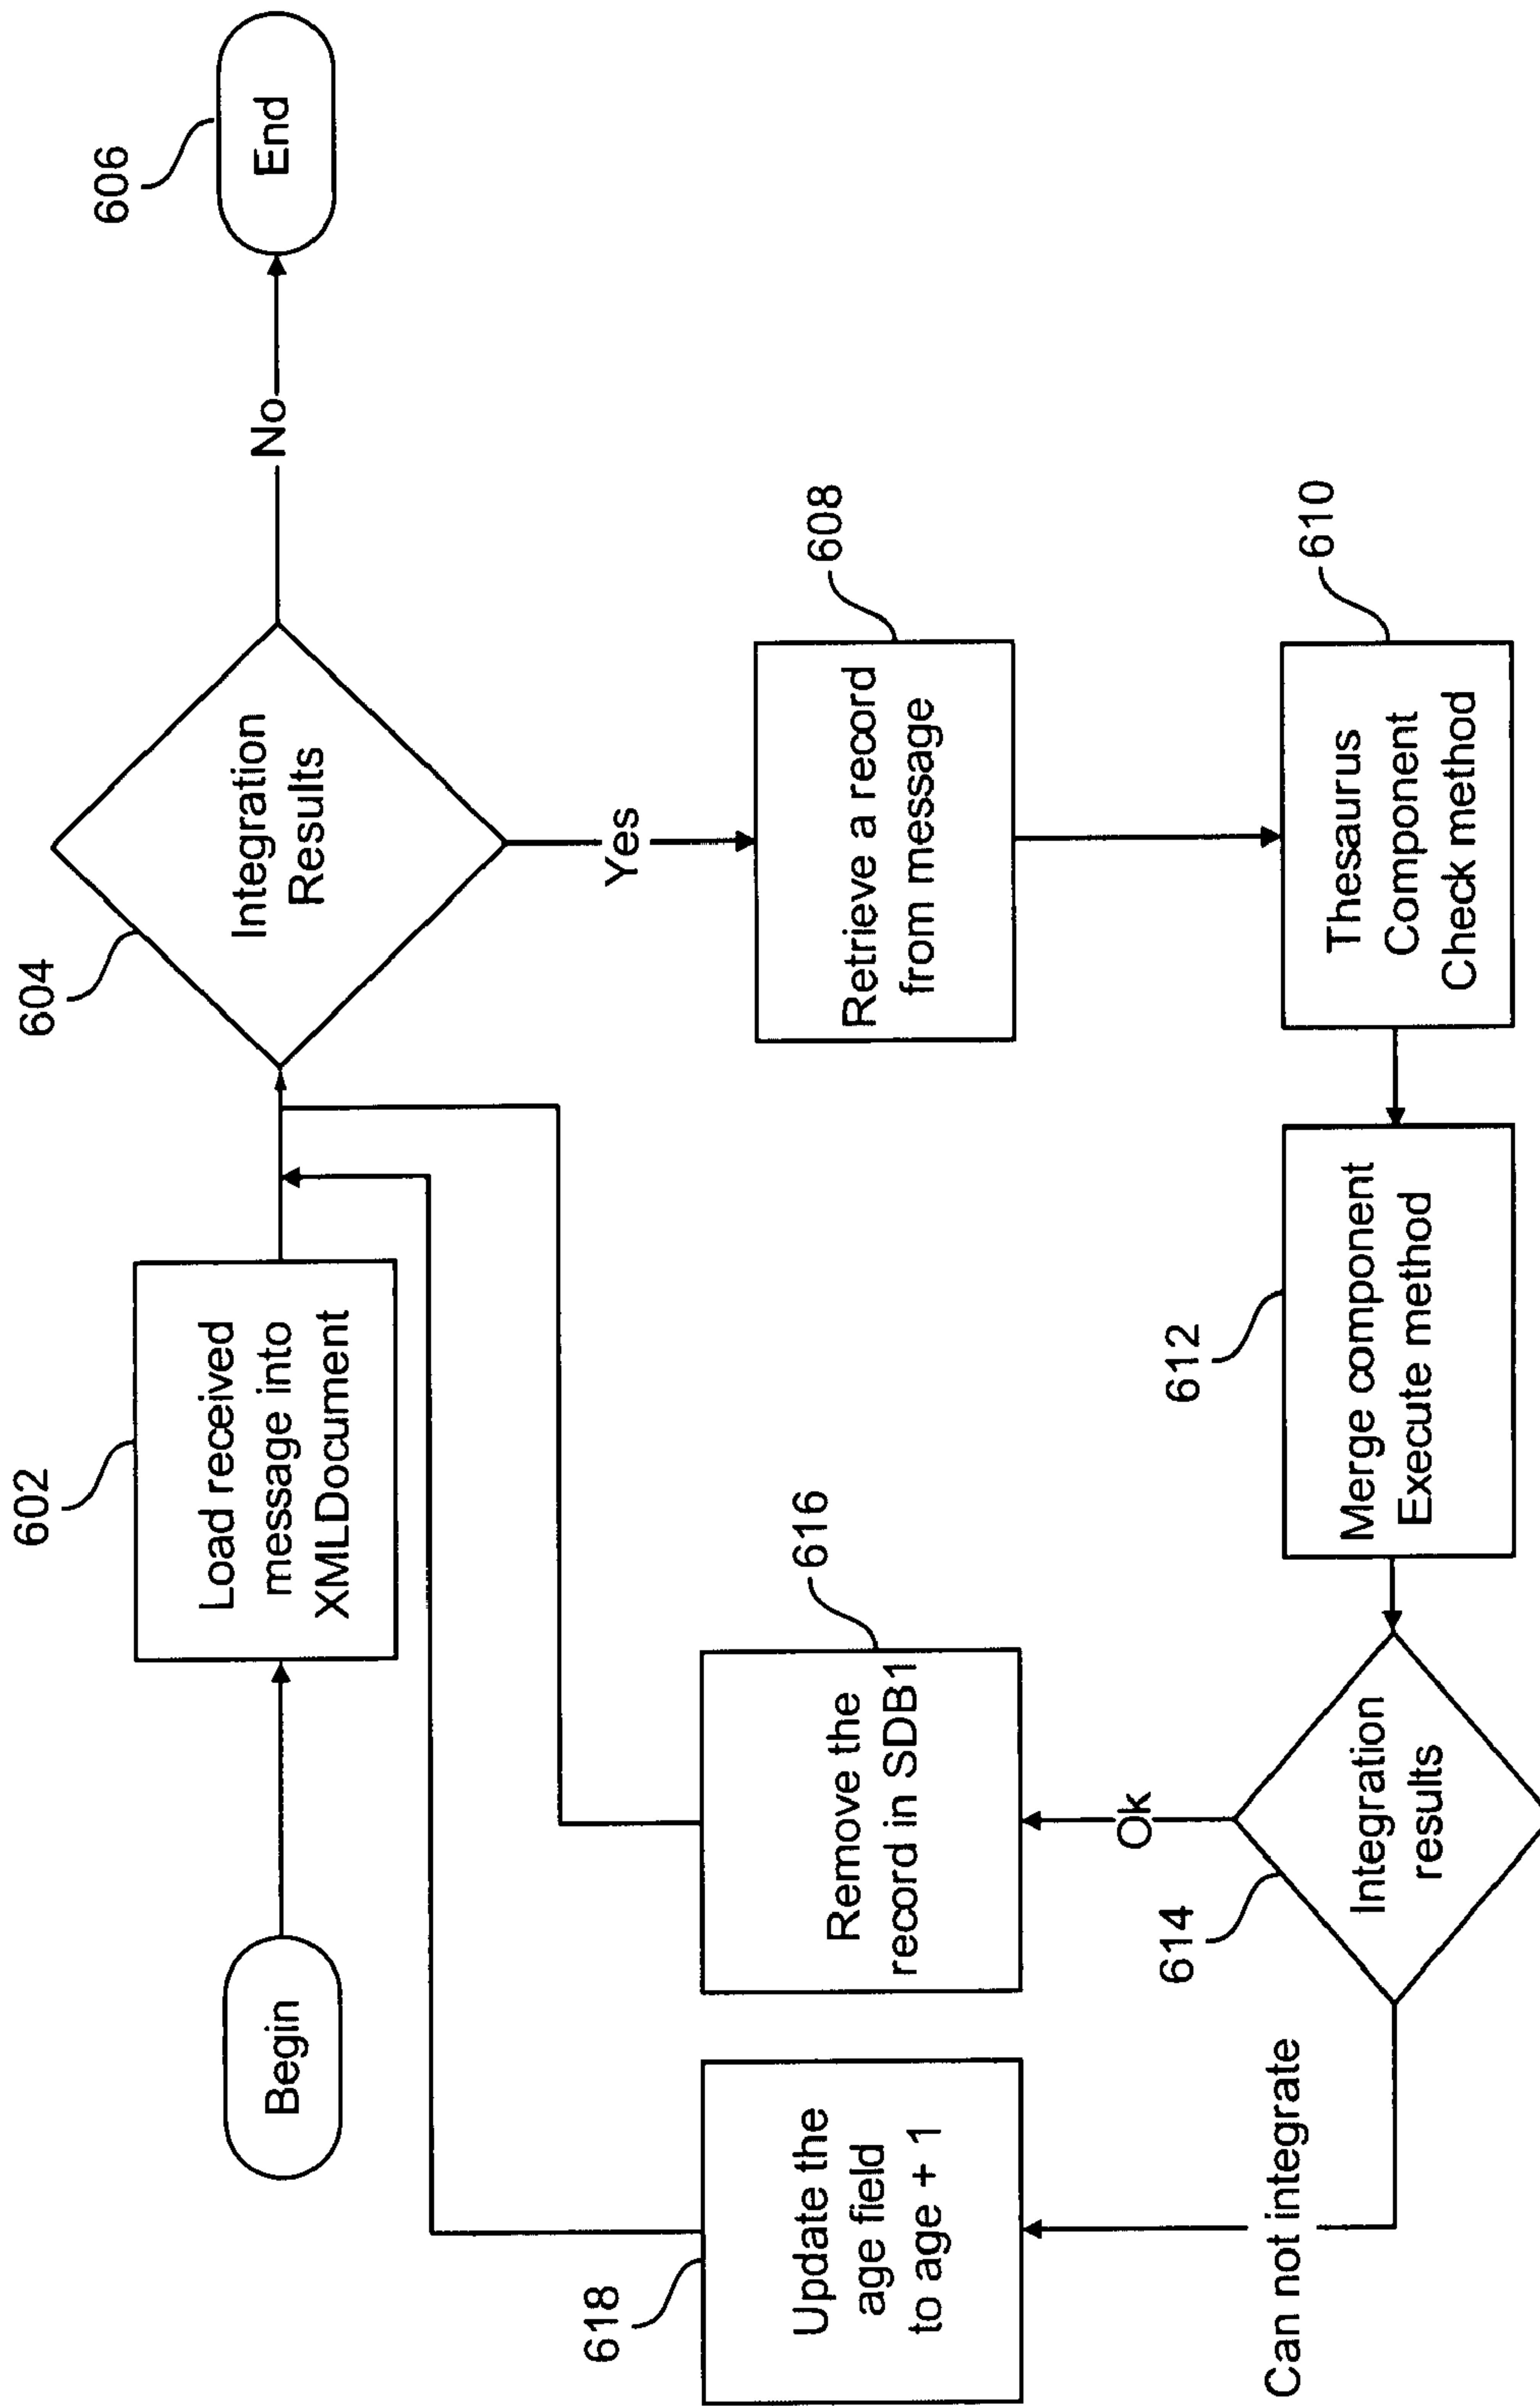 Begin
602
Load received
message into
XMLDocument
604
Integration
Results
No
606
End
Yes
608
Retrieve a record
from message
610
Thesaurus
Component
Check method
612
Merge component
Execute method
614
Integration
results
Ok
616
Remove the
record in SDB1
Can not integrate
618
Update the
age field
to age + 1